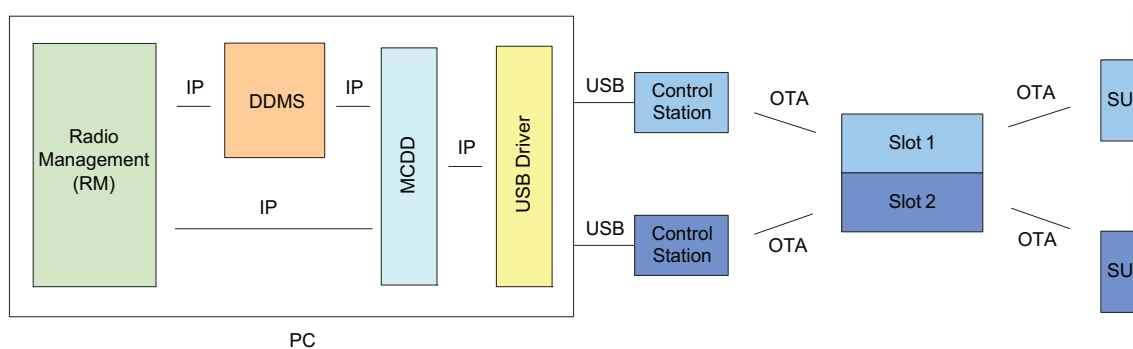 Radio
Management
(RM)
IP
DDMS
IP
IP
MCDD
IP
USB Driver
PC
USB
Control
Station
OTA
USB
Control
Station
OTA
Slot 1
Slot 2
OTA
SU
OTA
SU